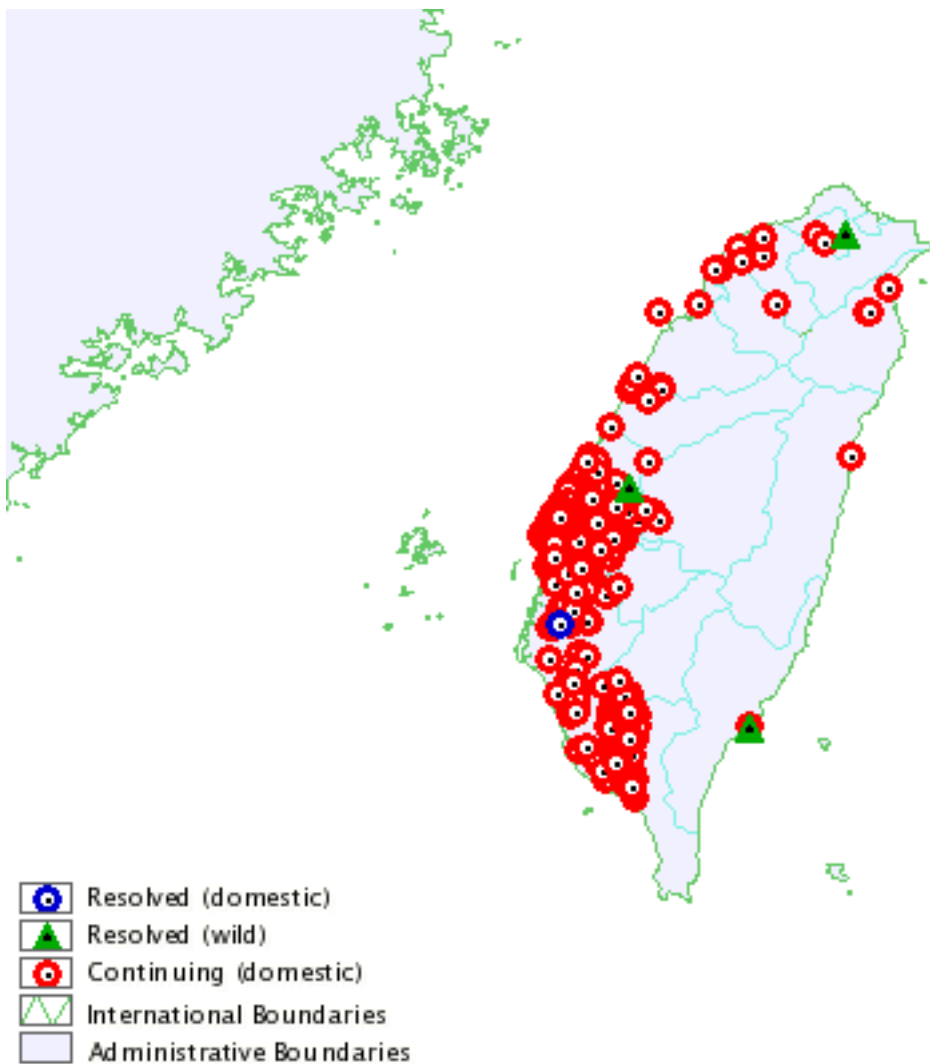 Resolved (domestic)
Resolved (wild)
Continuing (domestic)
International Boundaries
Administrative Boundaries